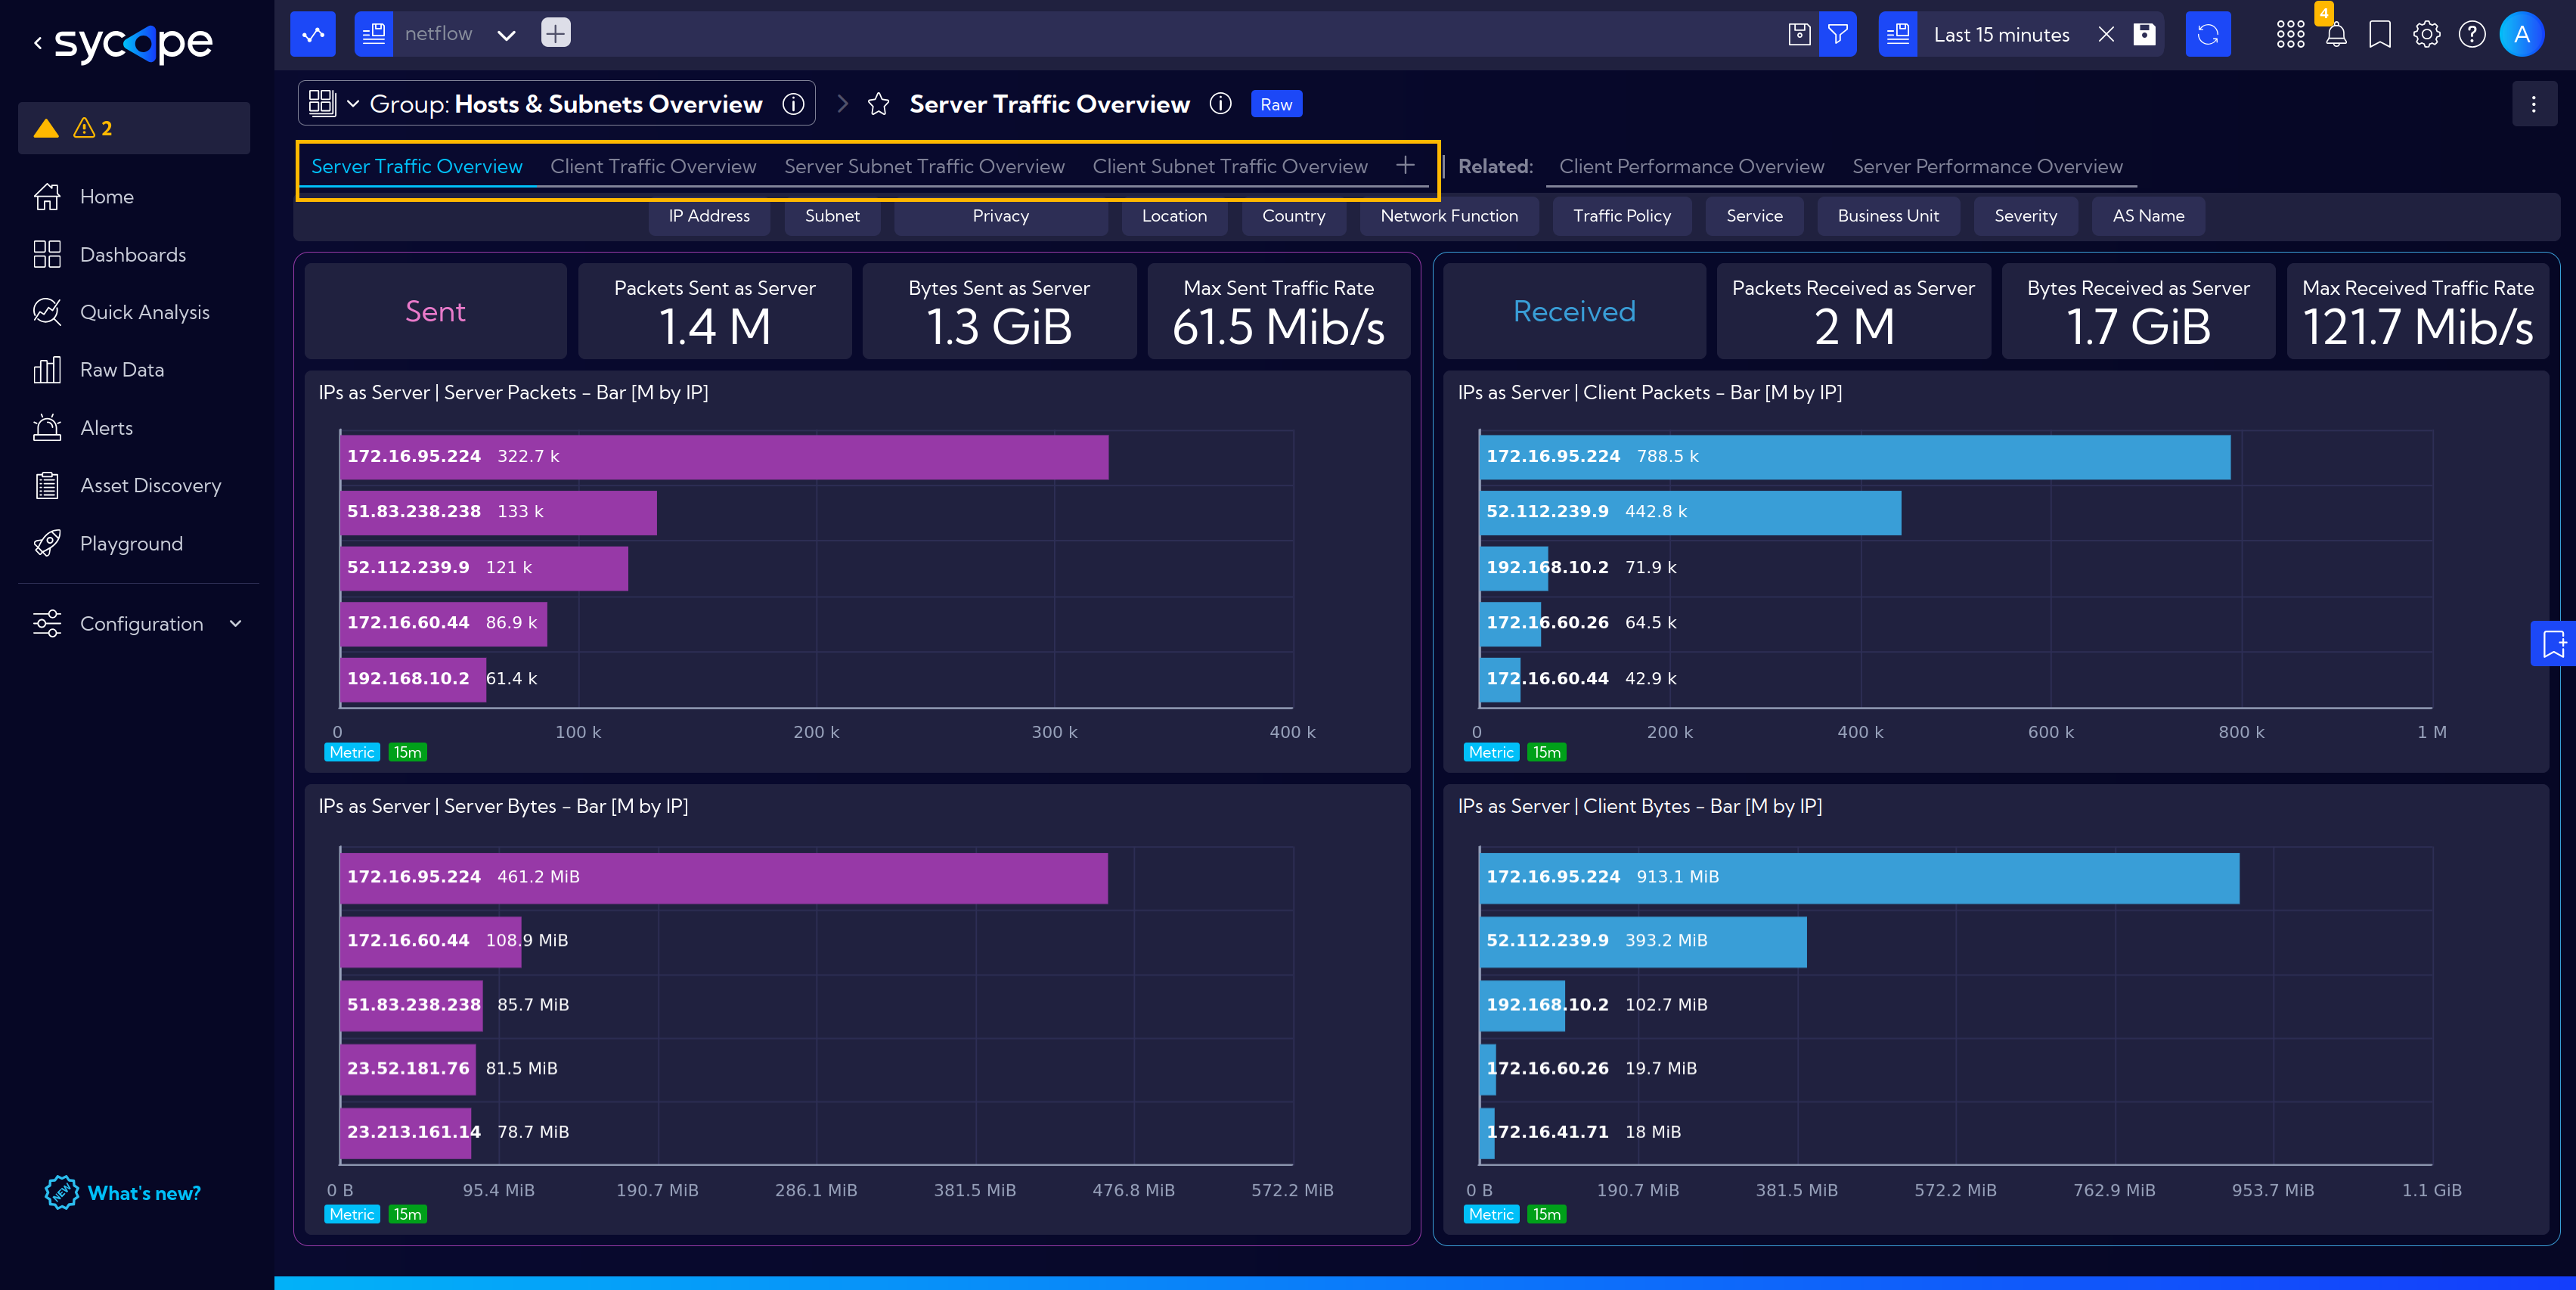 sycope
netflow
Last 15 minutes
4
A
2
Home
Dashboards
Quick Analysis
Raw Data
Alerts
Asset Discovery
Playground
Configuration
NEW
What's new?
Group: Hosts & Subnets Overview
Server Traffic Overview
Raw
Server Traffic Overview Client Traffic Overview Server Subnet Traffic Overview Client Subnet Traffic Overview + | Related: Client Performance Overview Server Performance Overview
IP Address Subnet Privacy Location Country Network Function Traffic Policy Service Business Unit Severity AS Name
Sent
Packets Sent as Server
1.4 M
Bytes Sent as Server
1.3 GiB
Max Sent Traffic Rate
61.5 Mib/s
Received
Packets Received as Server
2 M
Bytes Received as Server
1.7 GiB
Max Received Traffic Rate
121.7 Mib/s
IPs as Server | Server Packets - Bar [M by IP]
172.16.95.224 322.7 k
51.83.238.238 133 k
52.112.239.9 121 k
172.16.60.44 86.9 k
192.168.10.2 61.4 k
0 100 k 200 k 300 k 400 k
Metric 15m
IPs as Server | Client Packets - Bar [M by IP]
172.16.95.224 788.5 k
52.112.239.9 442.8 k
192.168.10.2 71.9 k
172.16.60.26 64.5 k
172.16.60.44 42.9 k
0 200 k 400 k 600 k 800 k 1 M
Metric 15m
IPs as Server | Server Bytes - Bar [M by IP]
172.16.95.224 461.2 MiB
172.16.60.44 108.9 MiB
51.83.238.238 85.7 MiB
23.52.181.76 81.5 MiB
23.213.161.14 78.7 MiB
0 B 95.4 MiB 190.7 MiB 286.1 MiB 381.5 MiB 476.8 MiB 572.2 MiB
Metric 15m
IPs as Server | Client Bytes - Bar [M by IP]
172.16.95.224 913.1 MiB
52.112.239.9 393.2 MiB
192.168.10.2 102.7 MiB
172.16.60.26 19.7 MiB
172.16.41.71 18 MiB
0 B 190.7 MiB 381.5 MiB 572.2 MiB 762.9 MiB 953.7 MiB 1.1 GiB
Metric 15m